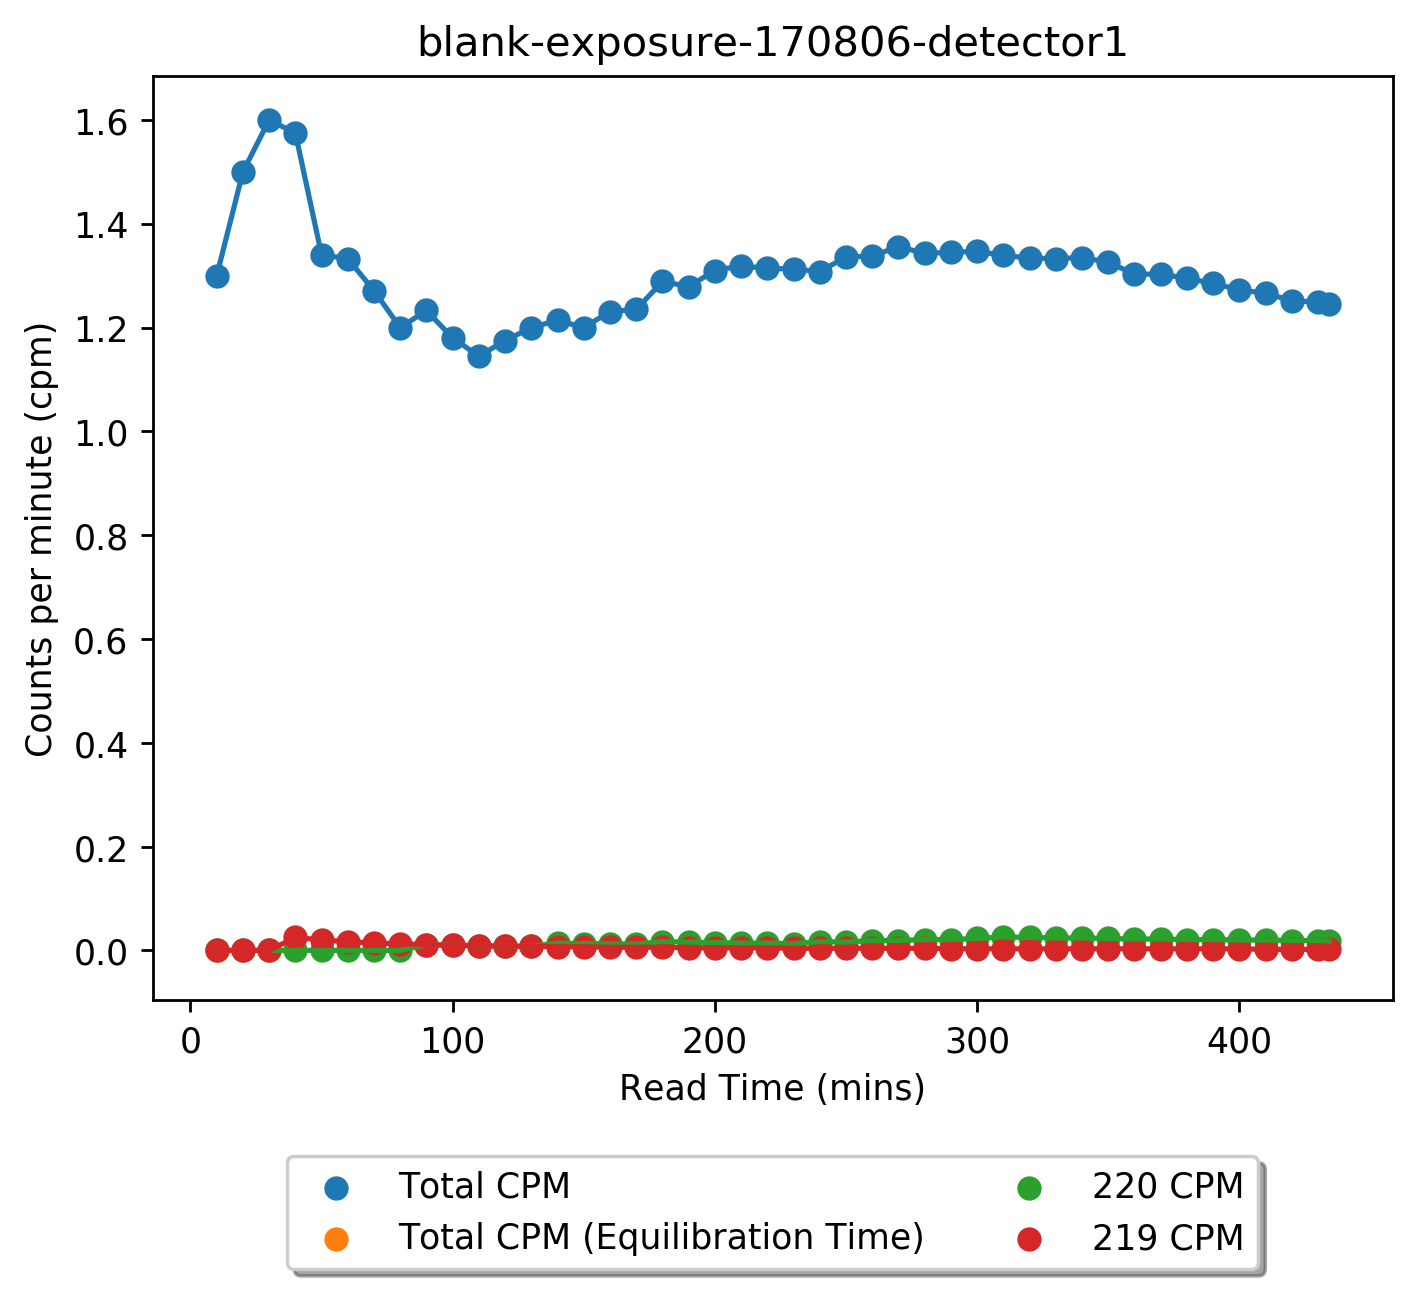 blank-exposure-170806-detector1
Counts per minute (cpm)
1.6
1.4
1.2
1.0
0.8
0.6
0.4
0.2
0.0
0 100 200 300 400
Read Time (mins)
Total CPM
Total CPM (Equilibration Time)
220 CPM
219 CPM